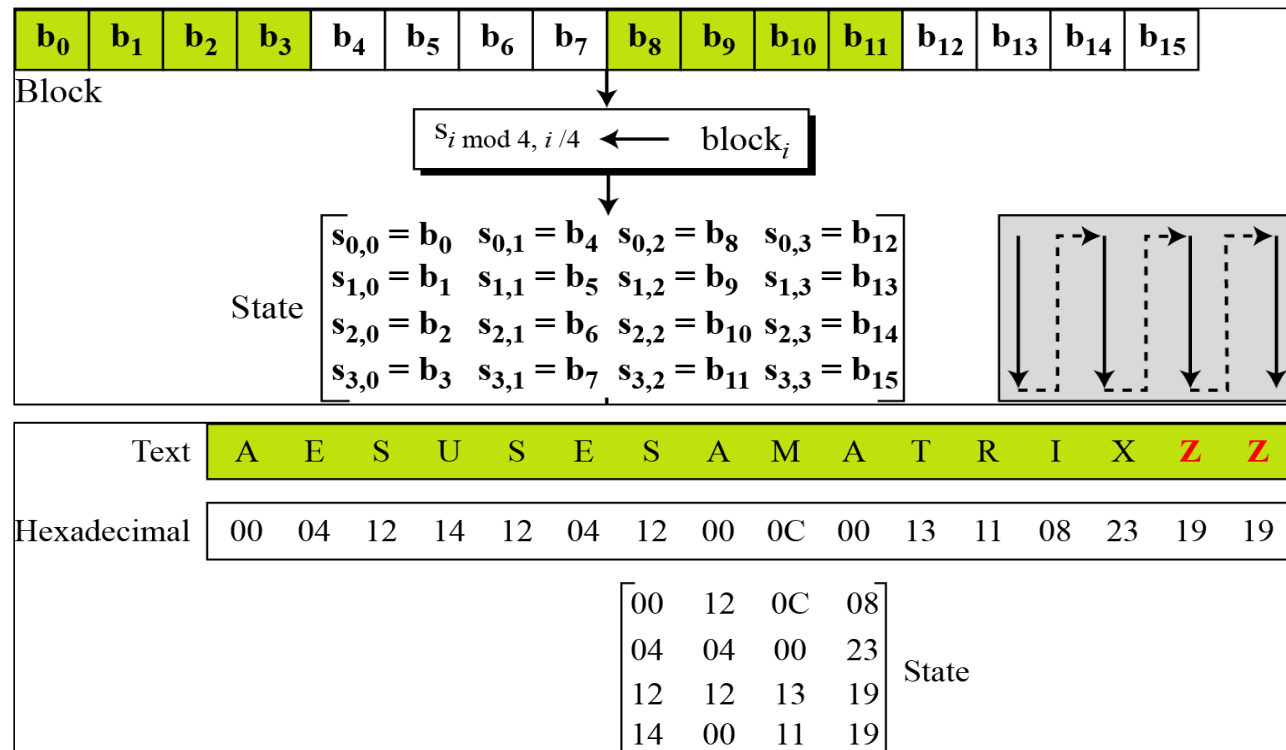 b0 b1 b2 b3 b4 b5 b6 b7 b8 b9 b10 b11 b12 b13 b14 b15
Block
s i mod 4, i /4 ← block i
s0,0 = b0 s0,1 = b4 s0,2 = b8 s0,3 = b12
s1,0 = b1 s1,1 = b5 s1,2 = b9 s1,3 = b13
State
s2,0 = b2 s2,1 = b6 s2,2 = b10 s2,3 = b14
s3,0 = b3 s3,1 = b7 s3,2 = b11 s3,3 = b15
Text A E S U S E S A M A T R I X Z Z
Hexadecimal 00 04 12 14 12 04 12 00 0C 00 13 11 08 23 19 19
00 12 0C 08
04 04 00 23
State
12 12 13 19
14 00 11 19